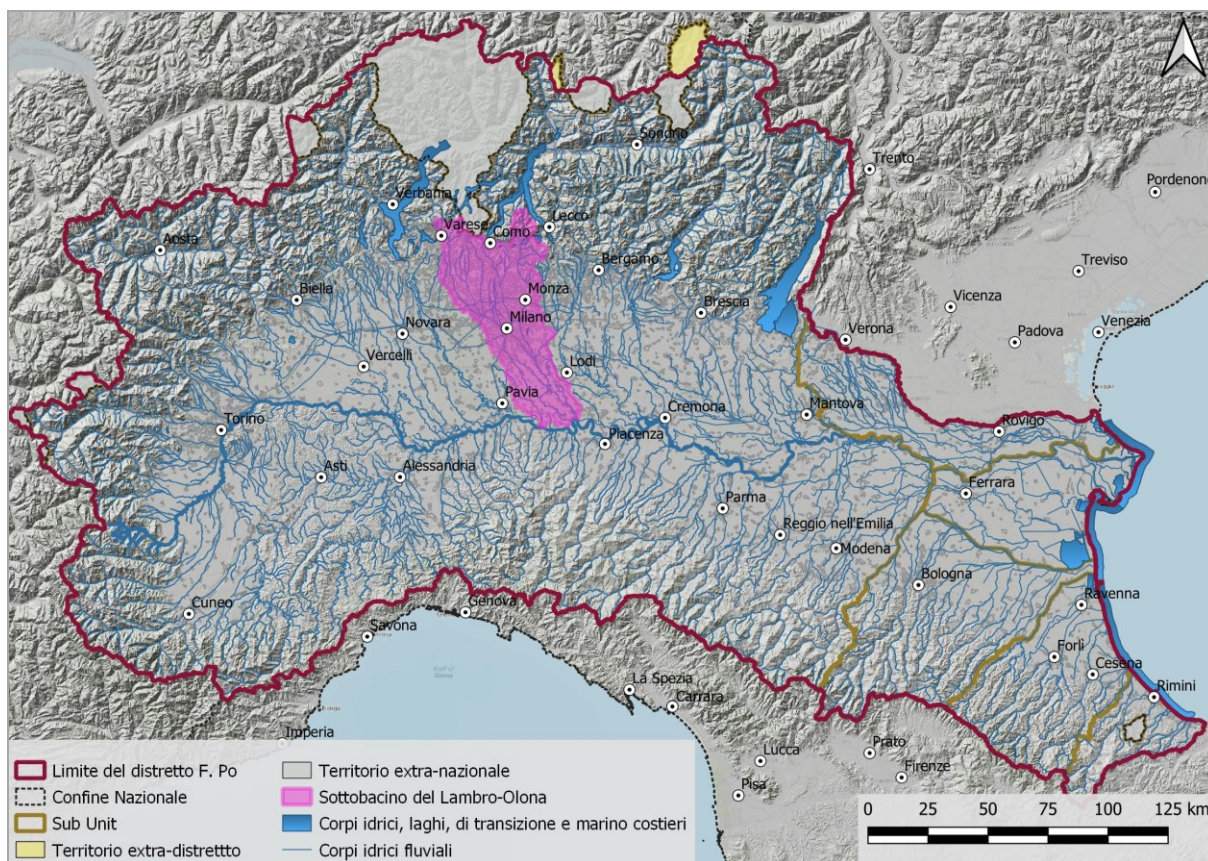 Sondrio
Trento
Pordenone
Verbania
Lecco
Varese
Como
Aosta
Bergamo
Treviso
Biella
Monza
Brescia
Vicenza
Novara
Milano
Verona
Padova
Venezia
Vercelli
Lodi
Pavia
Mantova
Cremona
Torino
Rovigo
Piacenza
Asti
Alessandria
Ferrara
Parma
Reggio nell'Emilia
Modena
Bologna
Cuneo
Genova
Ravenna
Savona
Forlì
Cesena
La Spezia
Rimini
Carrara
Imperia
Lucca
Prato
Firenze
Pisa
Limite del distretto F. Po
Confine Nazionale
Sub Unit
Territorio extra-distrettto
Territorio extra-nazionale
Sottobacino del Lambro-Olona
Corpi idrici, laghi, di transizione e marino costieri
Corpi idrici fluviali
0 25 50 75 100 125 km